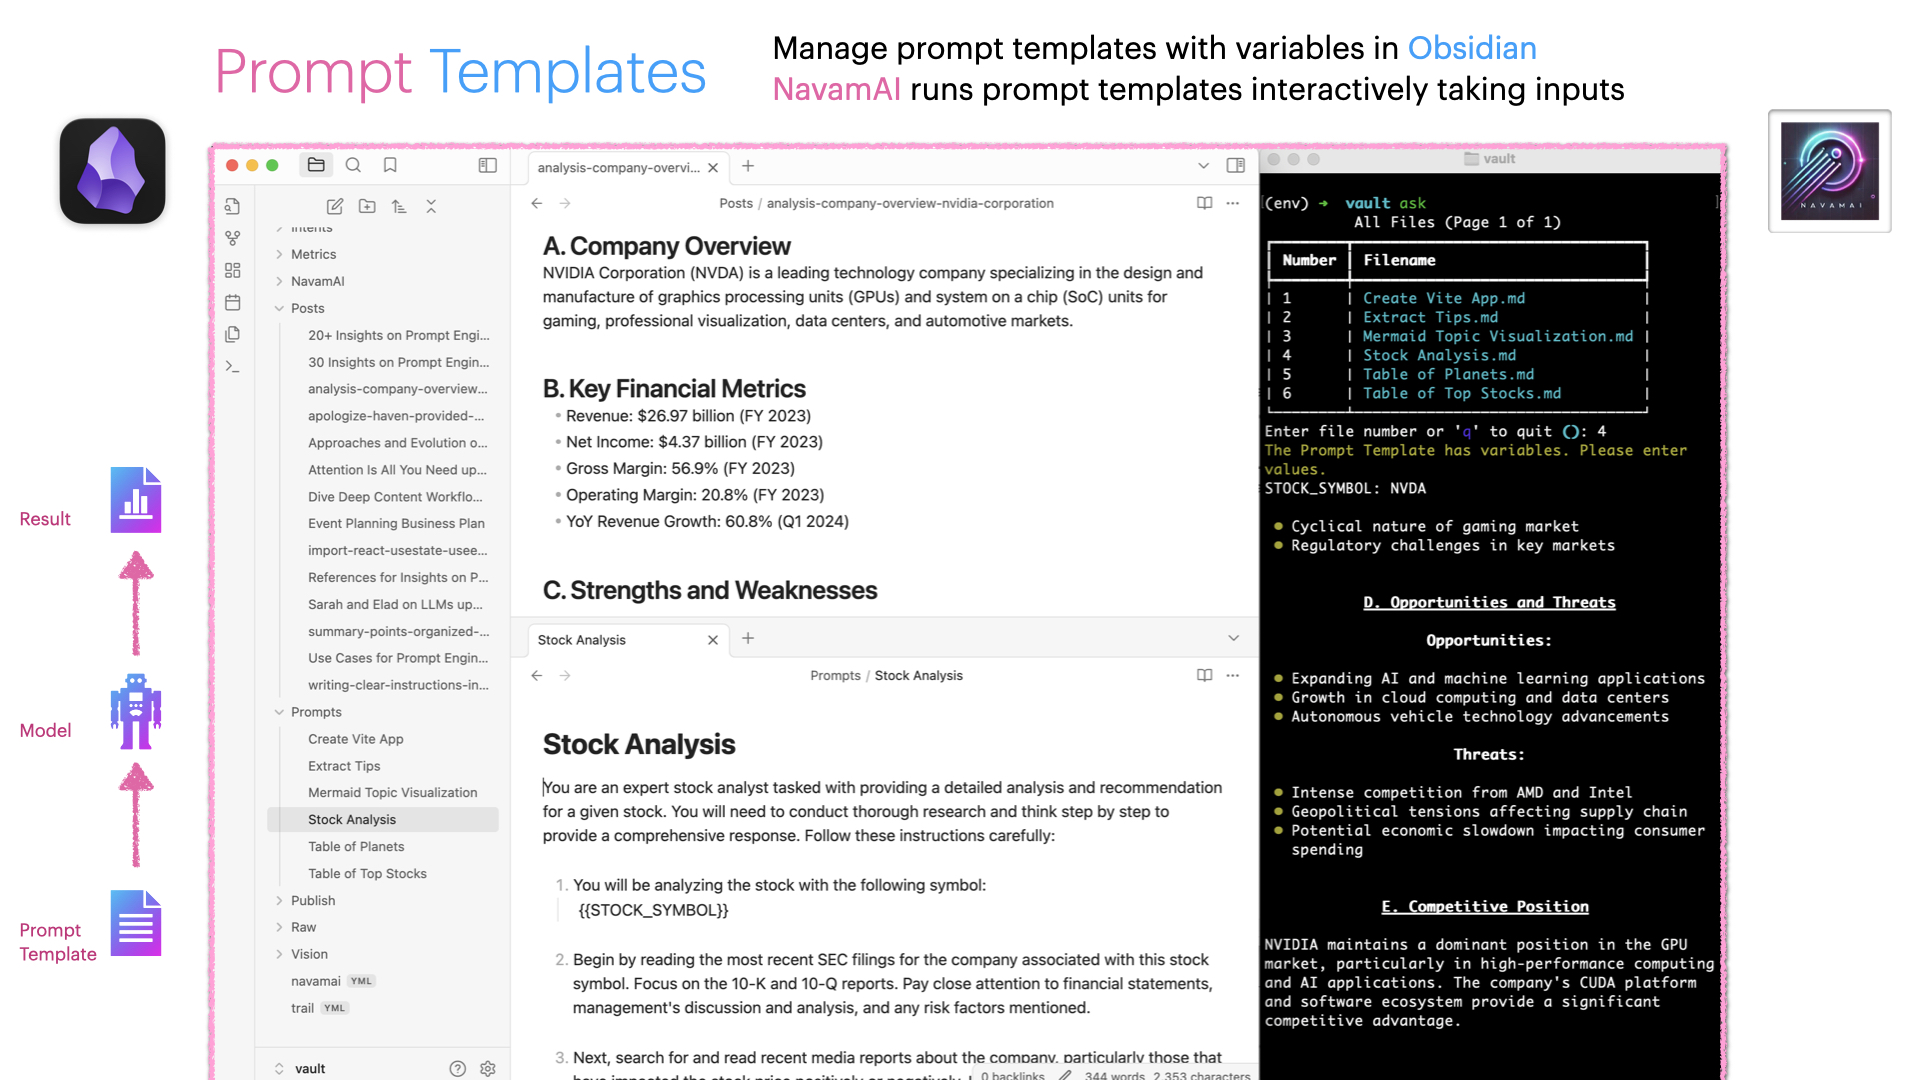 Prompt Templates
Manage prompt templates with variables in Obsidian
NavamAI runs prompt templates interactively taking inputs
NAVAMAI
Result
Model
Prompt
Template
Intents
Metrics
NavamAI
Posts
20+ Insights on Prompt Engi...
30 Insights on Prompt Engin...
analysis-company-overview...
apologize-haven-provided-...
Approaches and Evolution o...
Attention Is All You Need up...
Dive Deep Content Workflo...
Event Planning Business Plan
import-react-usestate-usee...
References for Insights on P...
Sarah and Elad on LLMs up...
summary-points-organized-...
Use Cases for Prompt Engin...
writing-clear-instructions-in...
Prompts
Create Vite App
Extract Tips
Mermaid Topic Visualization
Stock Analysis
Table of Planets
Table of Top Stocks
Publish
Raw
Vision
navamai YML
trail YML
vault
analysis-company-overvi...
Posts / analysis-company-overview-nvidia-corporation
A. Company Overview
NVIDIA Corporation (NVDA) is a leading technology company specializing in the design and
manufacture of graphics processing units (GPUs) and system on a chip (SoC) units for
gaming, professional visualization, data centers, and automotive markets.
B. Key Financial Metrics
• Revenue: $26.97 billion (FY 2023)
• Net Income: $4.37 billion (FY 2023)
• Gross Margin: 56.9% (FY 2023)
• Operating Margin: 20.8% (FY 2023)
• YoY Revenue Growth: 60.8% (Q1 2024)
C. Strengths and Weaknesses
Stock Analysis
Prompts / Stock Analysis
Stock Analysis
You are an expert stock analyst tasked with providing a detailed analysis and recommendation
for a given stock. You will need to conduct thorough research and think step by step to
provide a comprehensive response. Follow these instructions carefully:
1. You will be analyzing the stock with the following symbol:
{{STOCK_SYMBOL}}
2. Begin by reading the most recent SEC filings for the company associated with this stock
symbol. Focus on the 10-K and 10-Q reports. Pay close attention to financial statements,
management's discussion and analysis, and any risk factors mentioned.
3. Next, search for and read recent media reports about the company, particularly those that
have impacted the stock price positively or negatively.
0 backlinks 344 words 2,353 characters
vault
(env) → vault ask
All Files (Page 1 of 1)
Number Filename
1 Create Vite App.md
2 Extract Tips.md
3 Mermaid Topic Visualization.md
4 Stock Analysis.md
5 Table of Planets.md
6 Table of Top Stocks.md
Enter file number or 'q' to quit (): 4
The Prompt Template has variables. Please enter
values.
STOCK_SYMBOL: NVDA
• Cyclical nature of gaming market
• Regulatory challenges in key markets
D. Opportunities and Threats
Opportunities:
• Expanding AI and machine learning applications
• Growth in cloud computing and data centers
• Autonomous vehicle technology advancements
Threats:
• Intense competition from AMD and Intel
• Geopolitical tensions affecting supply chain
• Potential economic slowdown impacting consumer
spending
E. Competitive Position
NVIDIA maintains a dominant position in the GPU
market, particularly in high-performance computing
and AI applications. The company's CUDA platform
and software ecosystem provide a significant
competitive advantage.